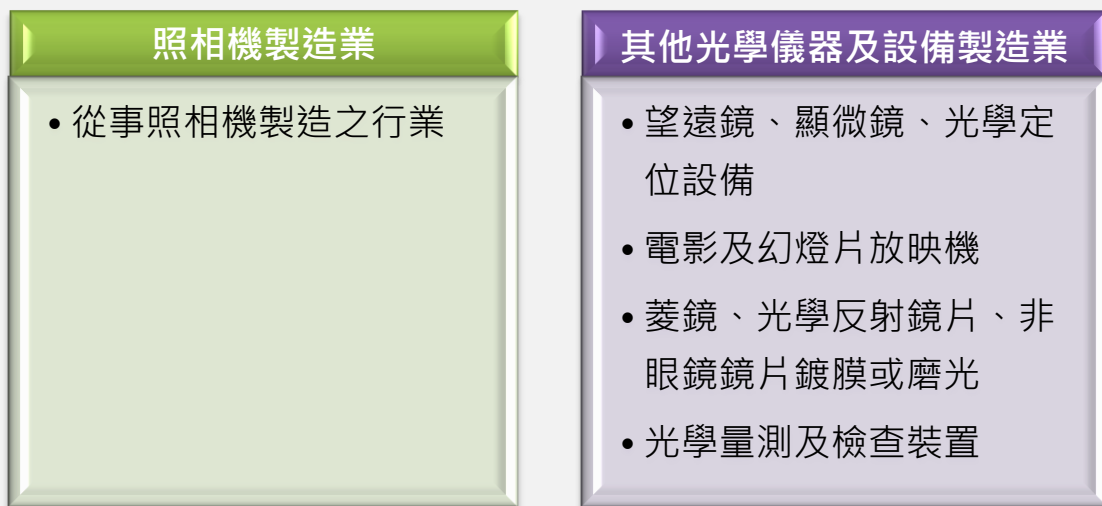 照相機製造業
• 從事照相機製造之行業
其他光學儀器及設備製造業
• 望遠鏡、顯微鏡、光學定
位設備
• 電影及幻燈片放映機
• 菱鏡、光學反射鏡片、非
眼鏡鏡片鍍膜或磨光
• 光學量測及檢查裝置